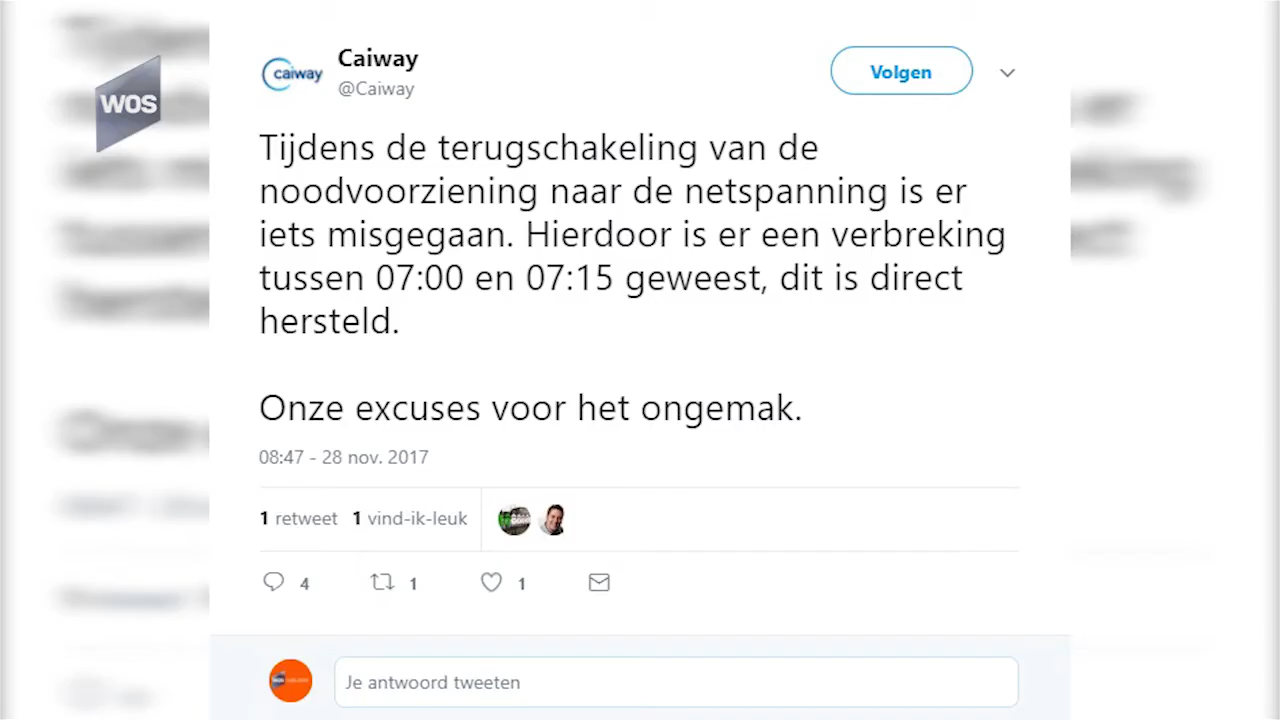 WOS
caiway
Caiway
@Caiway
Volgen
Tijdens de terugschakeling van de
noodvoorziening naar de netspanning is er
iets misgegaan. Hierdoor is er een verbreking
tussen 07:00 en 07:15 geweest, dit is direct
hersteld.
Onze excuses voor het ongemak.
08:47 - 28 nov. 2017
1 retweet 1 vind-ik-leuk
4 1 1
Je antwoord tweeten